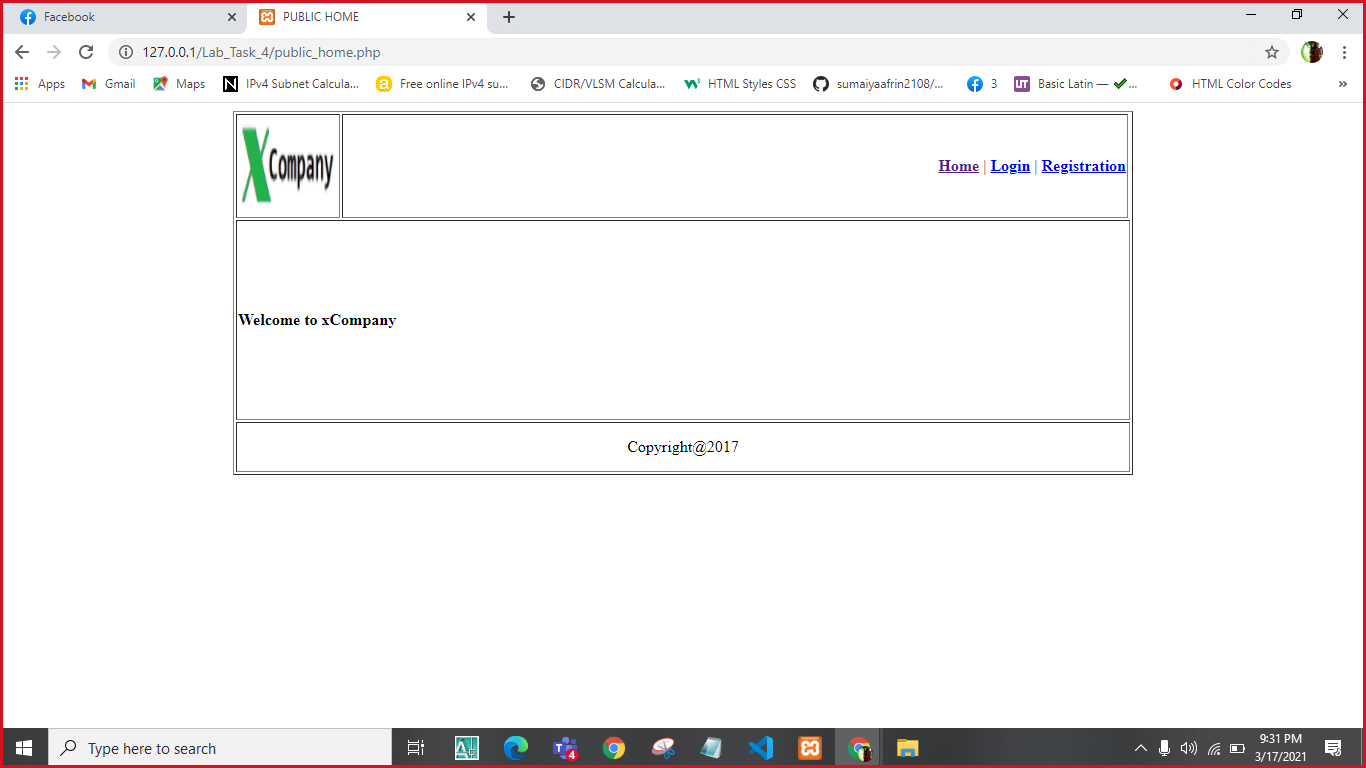 Facebook
PUBLIC HOME
127.0.0.1/Lab_Task_4/public_home.php
Apps Gmail Maps IPv4 Subnet Calcula... Free online IPv4 su... CIDR/VLSM Calcula... HTML Styles CSS sumaiyaafrin2108/... 3 Basic Latin — ✔... HTML Color Codes »
X Company
Home | Login | Registration
Welcome to xCompany
Copyright@2017
Type here to search
4
9:31 PM
3/17/2021